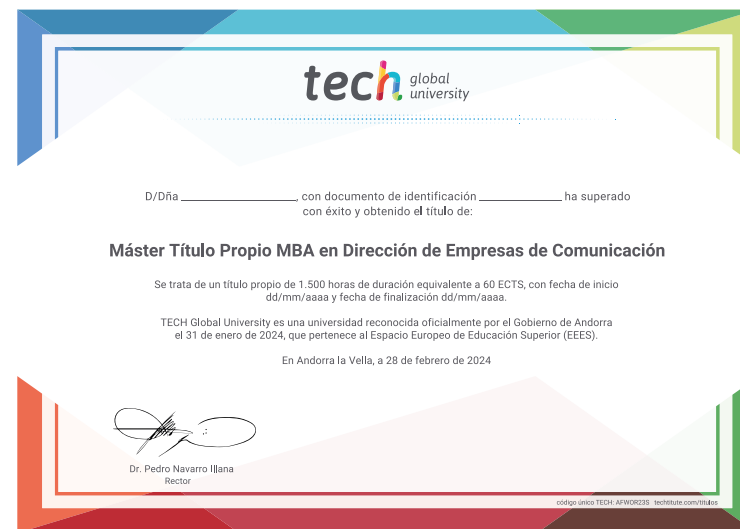 tech global university
D/Dña ____________, con documento de identificación ____________ ha superado
con éxito y obtenido el título de:
Máster Título Propio MBA en Dirección de Empresas de Comunicación
Se trata de un título propio de 1.500 horas de duración equivalente a 60 ECTS, con fecha de inicio
dd/mm/aaaa y fecha de finalización dd/mm/aaaa.
TECH Global University es una universidad reconocida oficialmente por el Gobierno de Andorra
el 31 de enero de 2024, que pertenece al Espacio Europeo de Educación Superior (EEES).
En Andorra la Vella, a 28 de febrero de 2024
Dr. Pedro Navarro Illana
Rector
código único TECH: AFWOR23S techtitute.com/titulos